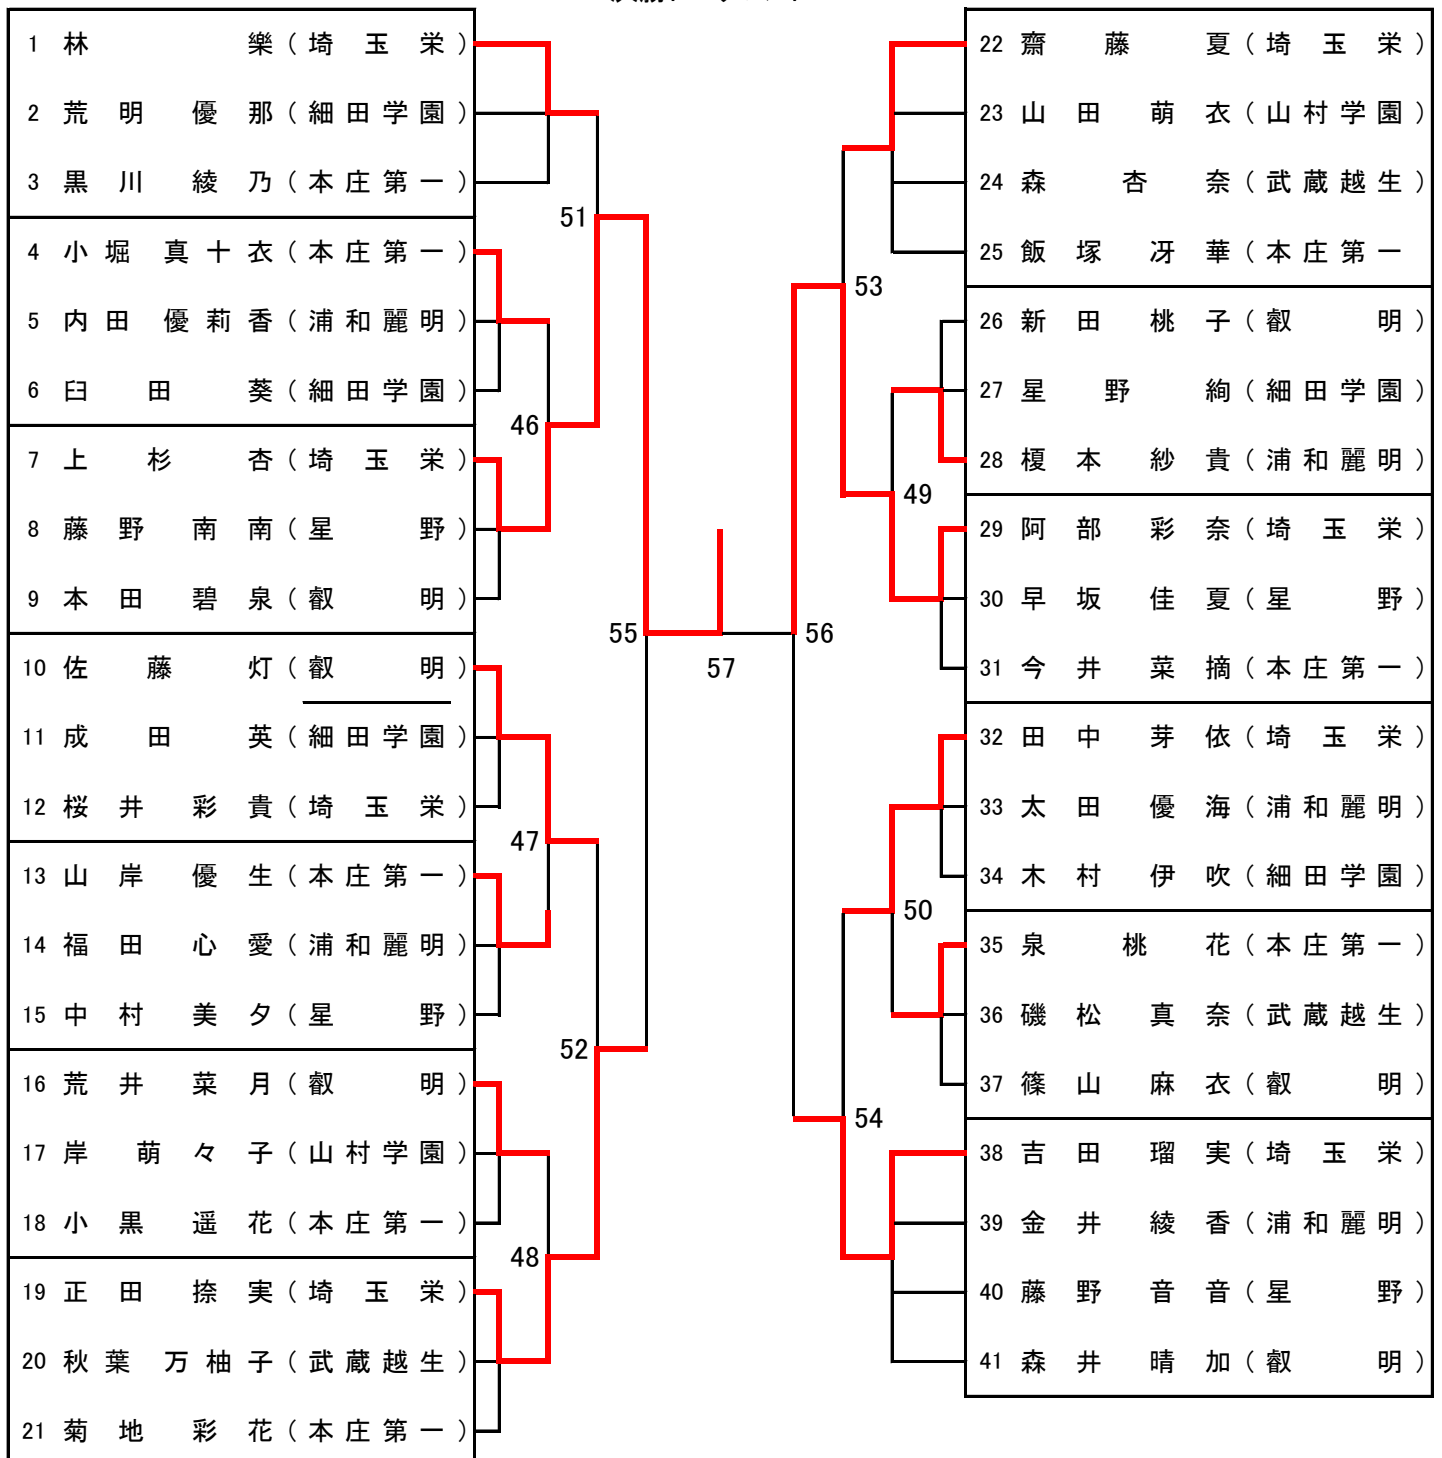 1 林 樂 (埼玉栄)
2 荒明 優那 (細田学園)
3 黒川 綾乃 (本庄第一)
4 小堀 真十衣 (本庄第一)
5 内田 優莉香 (浦和麗明)
6 臼田 葵 (細田学園)
7 上杉 杏 (埼玉栄)
8 藤野 南南 (星野)
9 本田 碧泉 (叡明)
10 佐藤 灯 (叡明)
11 成田 英 (細田学園)
12 桜井 彩貴 (埼玉栄)
13 山岸 優生 (本庄第一)
14 福田 心愛 (浦和麗明)
15 中村 美夕 (星野)
16 荒井 菜月 (叡明)
17 岸 萌々子 (山村学園)
18 小黒 遥花 (本庄第一)
19 正田 捺実 (埼玉栄)
20 秋葉 万柚子 (武蔵越生)
21 菊地 彩花 (本庄第一)
51
46
55
47
52
48
57
56
53
49
50
54
22 齋藤 夏 (埼玉栄)
23 山田 萌衣 (山村学園)
24 森 杏奈 (武蔵越生)
25 飯塚 冴華 (本庄第一
26 新田 桃子 (叡明)
27 星野 絢 (細田学園)
28 榎本 紗貴 (浦和麗明)
29 阿部 彩奈 (埼玉栄)
30 早坂 佳夏 (星野)
31 今井 菜摘 (本庄第一)
32 田中 芽依 (埼玉栄)
33 太田 優海 (浦和麗明)
34 木村 伊吹 (細田学園)
35 泉 桃花 (本庄第一)
36 磯松 真奈 (武蔵越生)
37 篠山 麻衣 (叡明)
38 吉田 瑠実 (埼玉栄)
39 金井 綾香 (浦和麗明)
40 藤野 音音 (星野)
41 森井 晴加 (叡明)